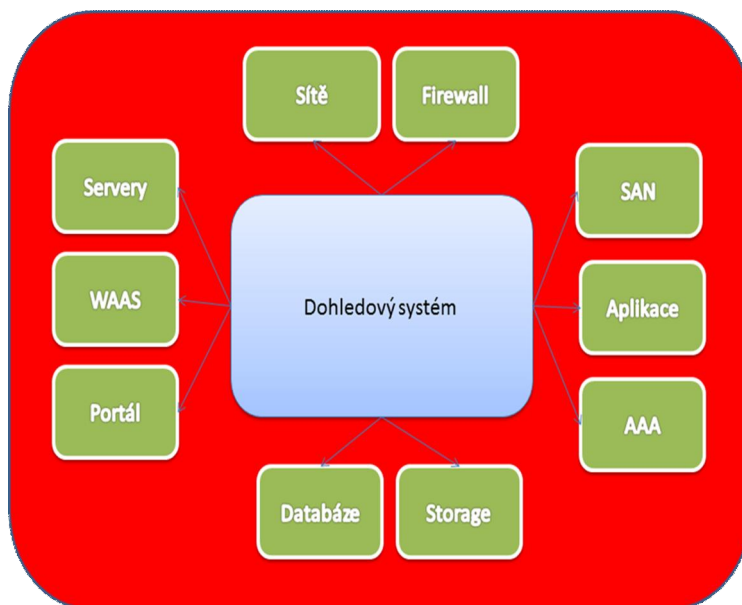 Sítě
Firewall
Servery
SAN
WAAS
Dohledový systém
Aplikace
Portál
AAA
Databáze
Storage